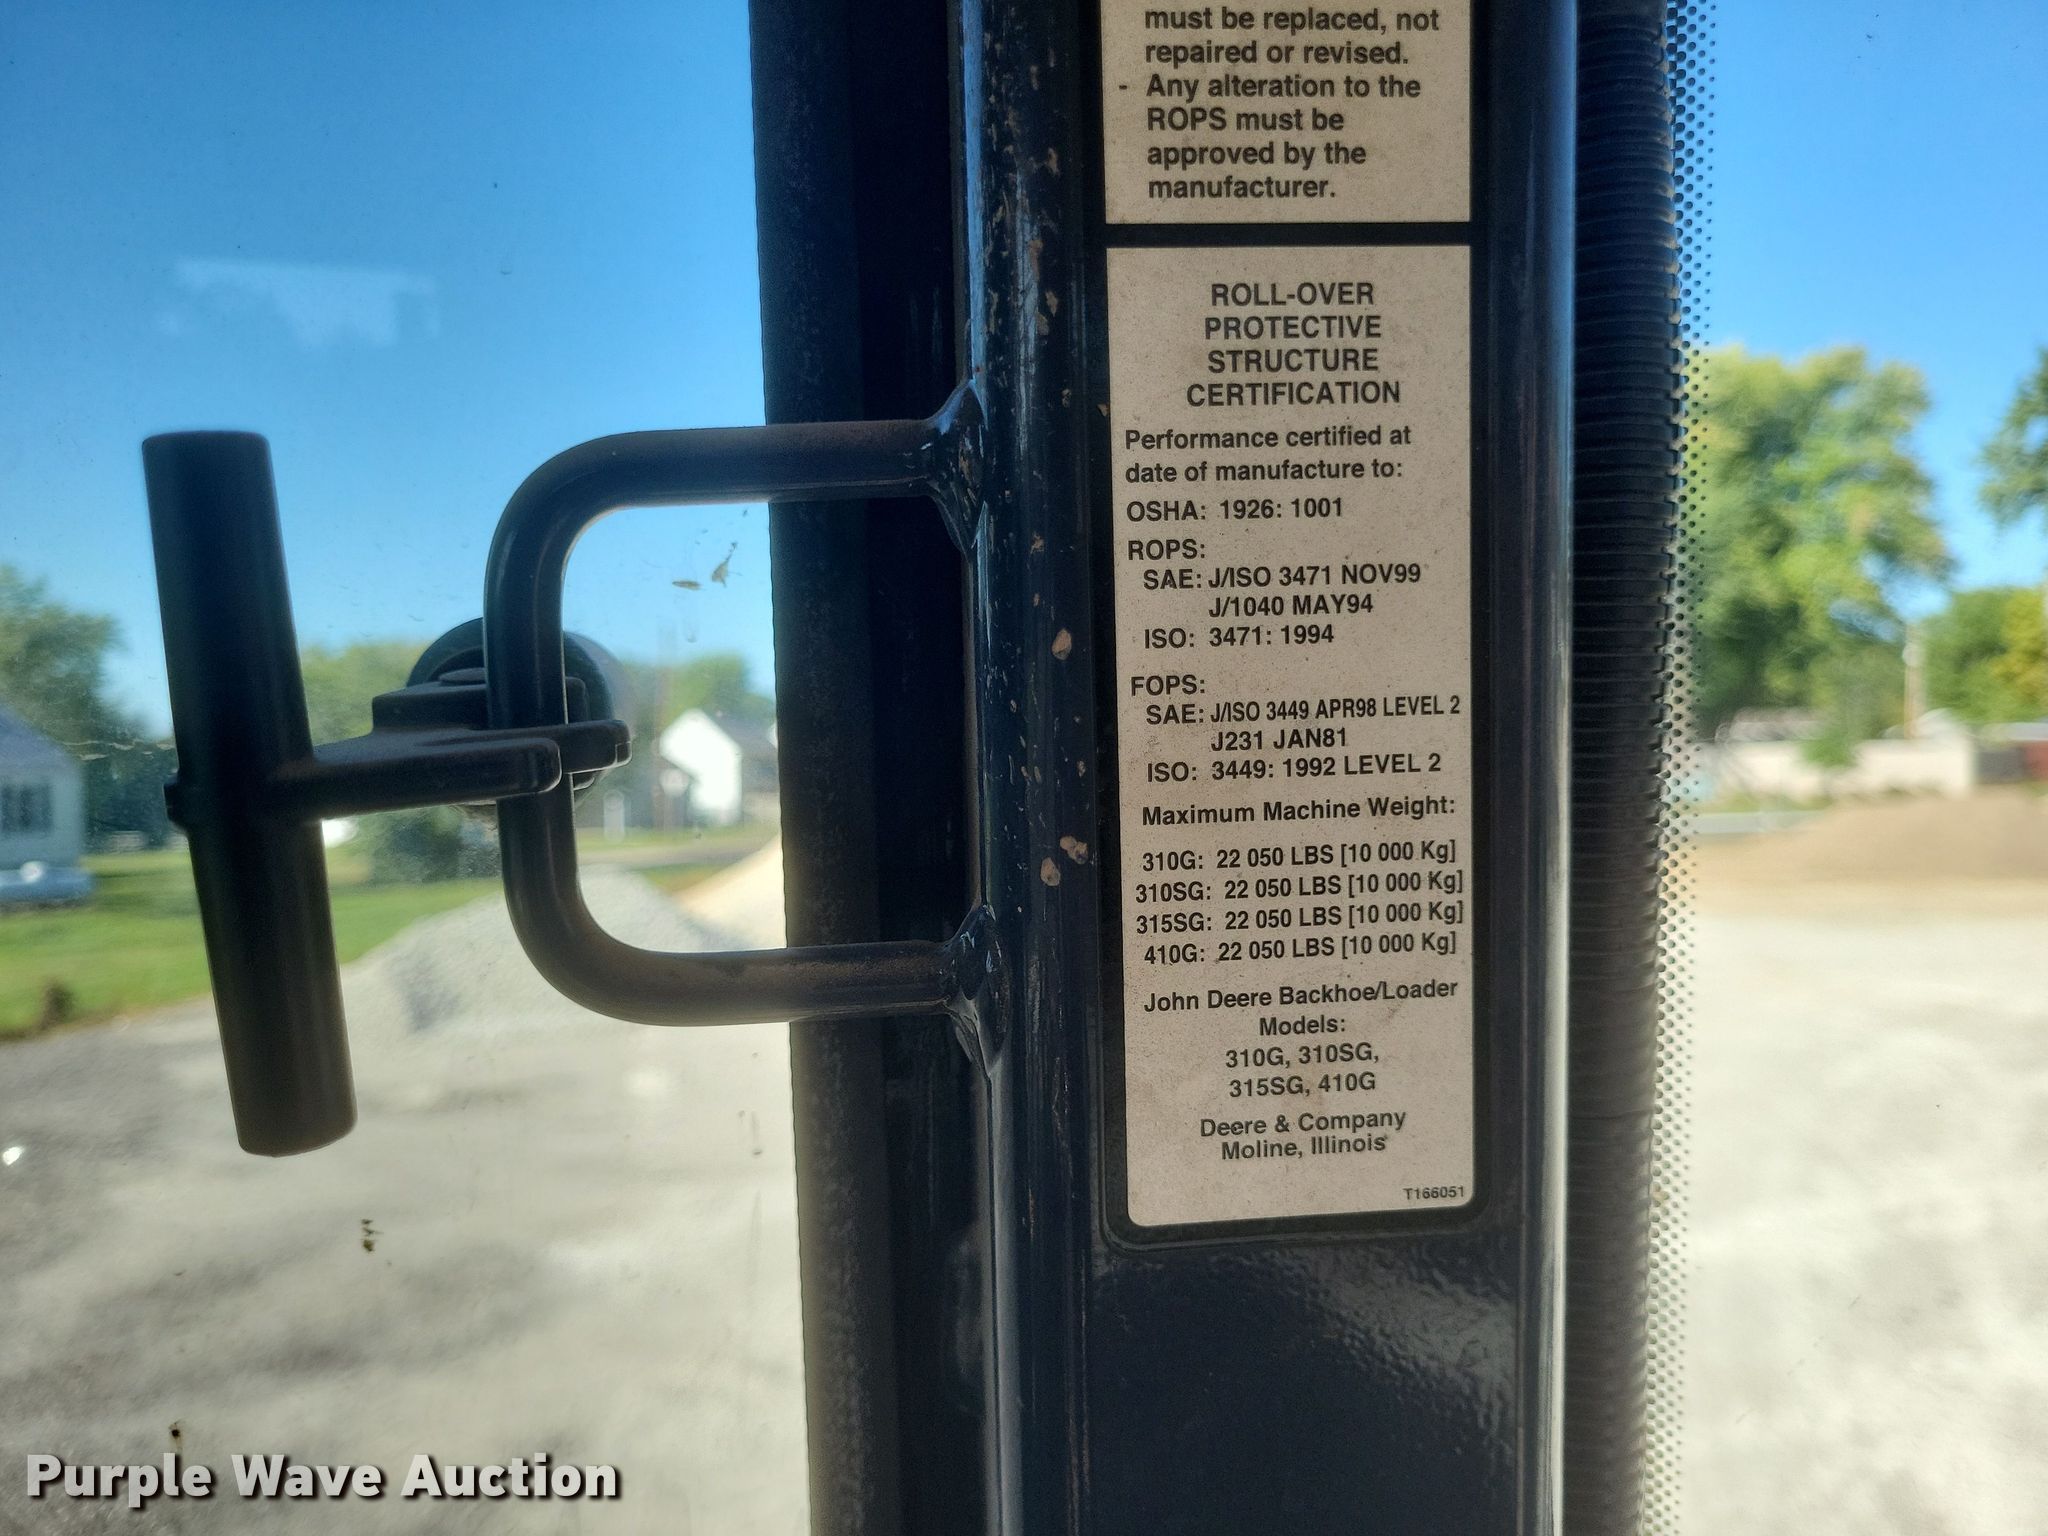 must be replaced, not
repaired or revised.
- Any alteration to the
ROPS must be
approved by the
manufacturer.
ROLL-OVER
PROTECTIVE
STRUCTURE
CERTIFICATION
Performance certified at
date of manufacture to:
OSHA: 1926: 1001
ROPS:
SAE: J/ISO 3471 NOV99
J/1040 MAY94
ISO: 3471: 1994
FOPS:
SAE: J/ISO 3449 APR98 LEVEL 2
J231 JAN81
ISO: 3449: 1992 LEVEL 2
Maximum Machine Weight:
310G: 22 050 LBS [10 000 Kg]
310SG: 22 050 LBS [10 000 Kg]
315SG: 22 050 LBS [10 000 Kg]
410G: 22 050 LBS [10 000 Kg]
John Deere Backhoe/Loader
Models:
310G, 310SG,
315SG, 410G
Deere & Company
Moline, Illinois
T166051
Purple Wave Auction